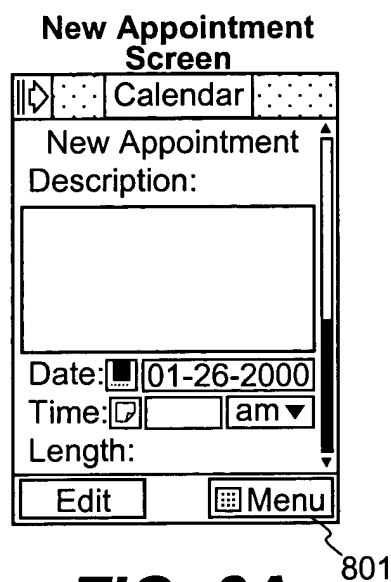 New Appointment
Screen
Calendar
New Appointment
Description:
Date: 01-26-2000
Time: am
Length:
Edit Menu
801